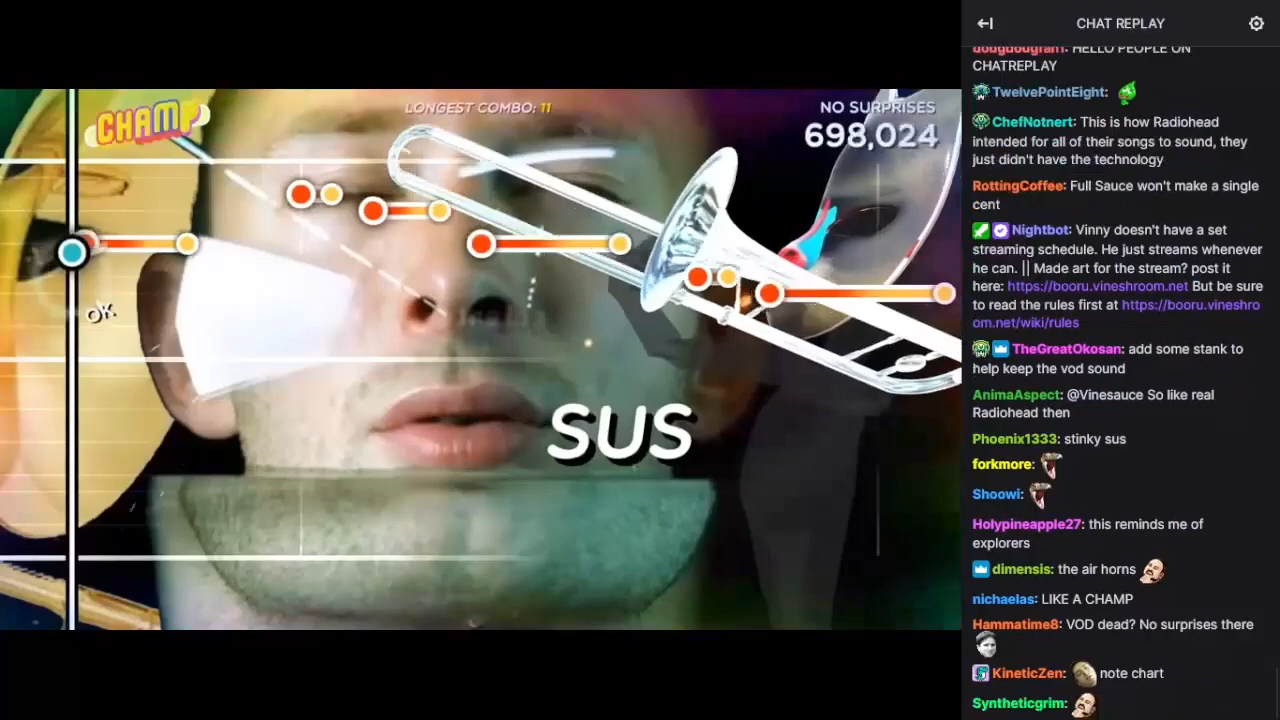 CHAMP
LONGEST COMBO: 11
NO SURPRISES
698,024
OK
SUS
CHAT REPLAY
dougdougfan1: HELLO PEOPLE ON
CHATREPLAY
TwelvePointEight:
ChefNotnert: This is how Radiohead
intended for all of their songs to sound, they
just didn't have the technology
RottingCoffee: Full Sauce won't make a single
cent
Nightbot: Vinny doesn't have a set
streaming schedule. He just streams whenever
he can. || Made art for the stream? post it
here: https://booru.vineshroom.net But be sure
to read the rules first at https://booru.vineshro
om.net/wiki/rules
TheGreatOkosan: add some stank to
help keep the vod sound
AnimaAspect: @Vinesauce So like real
Radiohead then
Phoenix1333: stinky sus
forkmore:
Shoowi:
Holypineapple27: this reminds me of
explorers
dimensis: the air horns
nichaelas: LIKE A CHAMP
Hammatime8: VOD dead? No surprises there
KineticZen: note chart
Syntheticgrim: